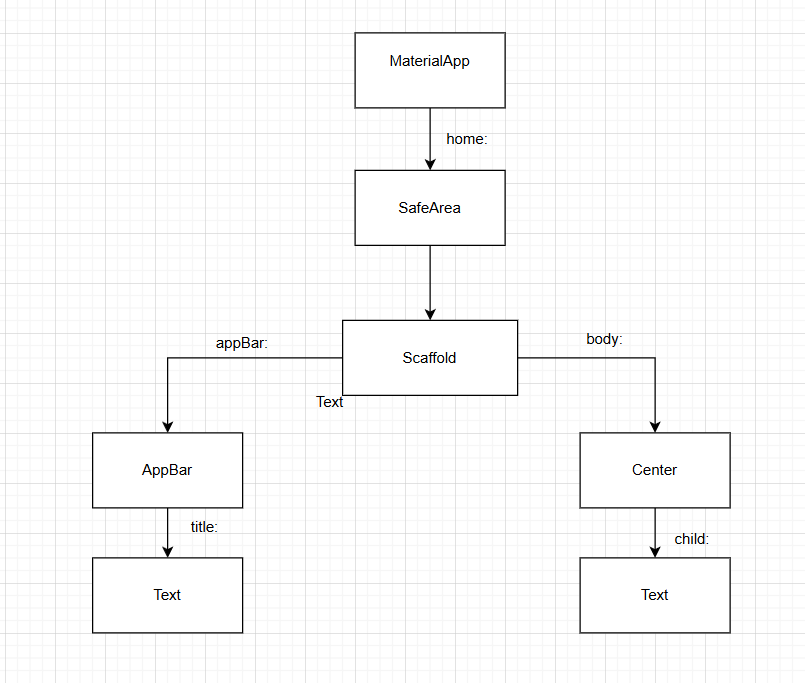 MaterialApp
home:
SafeArea
appBar:
body:
Scaffold
Text
AppBar
Center
title:
child:
Text
Text